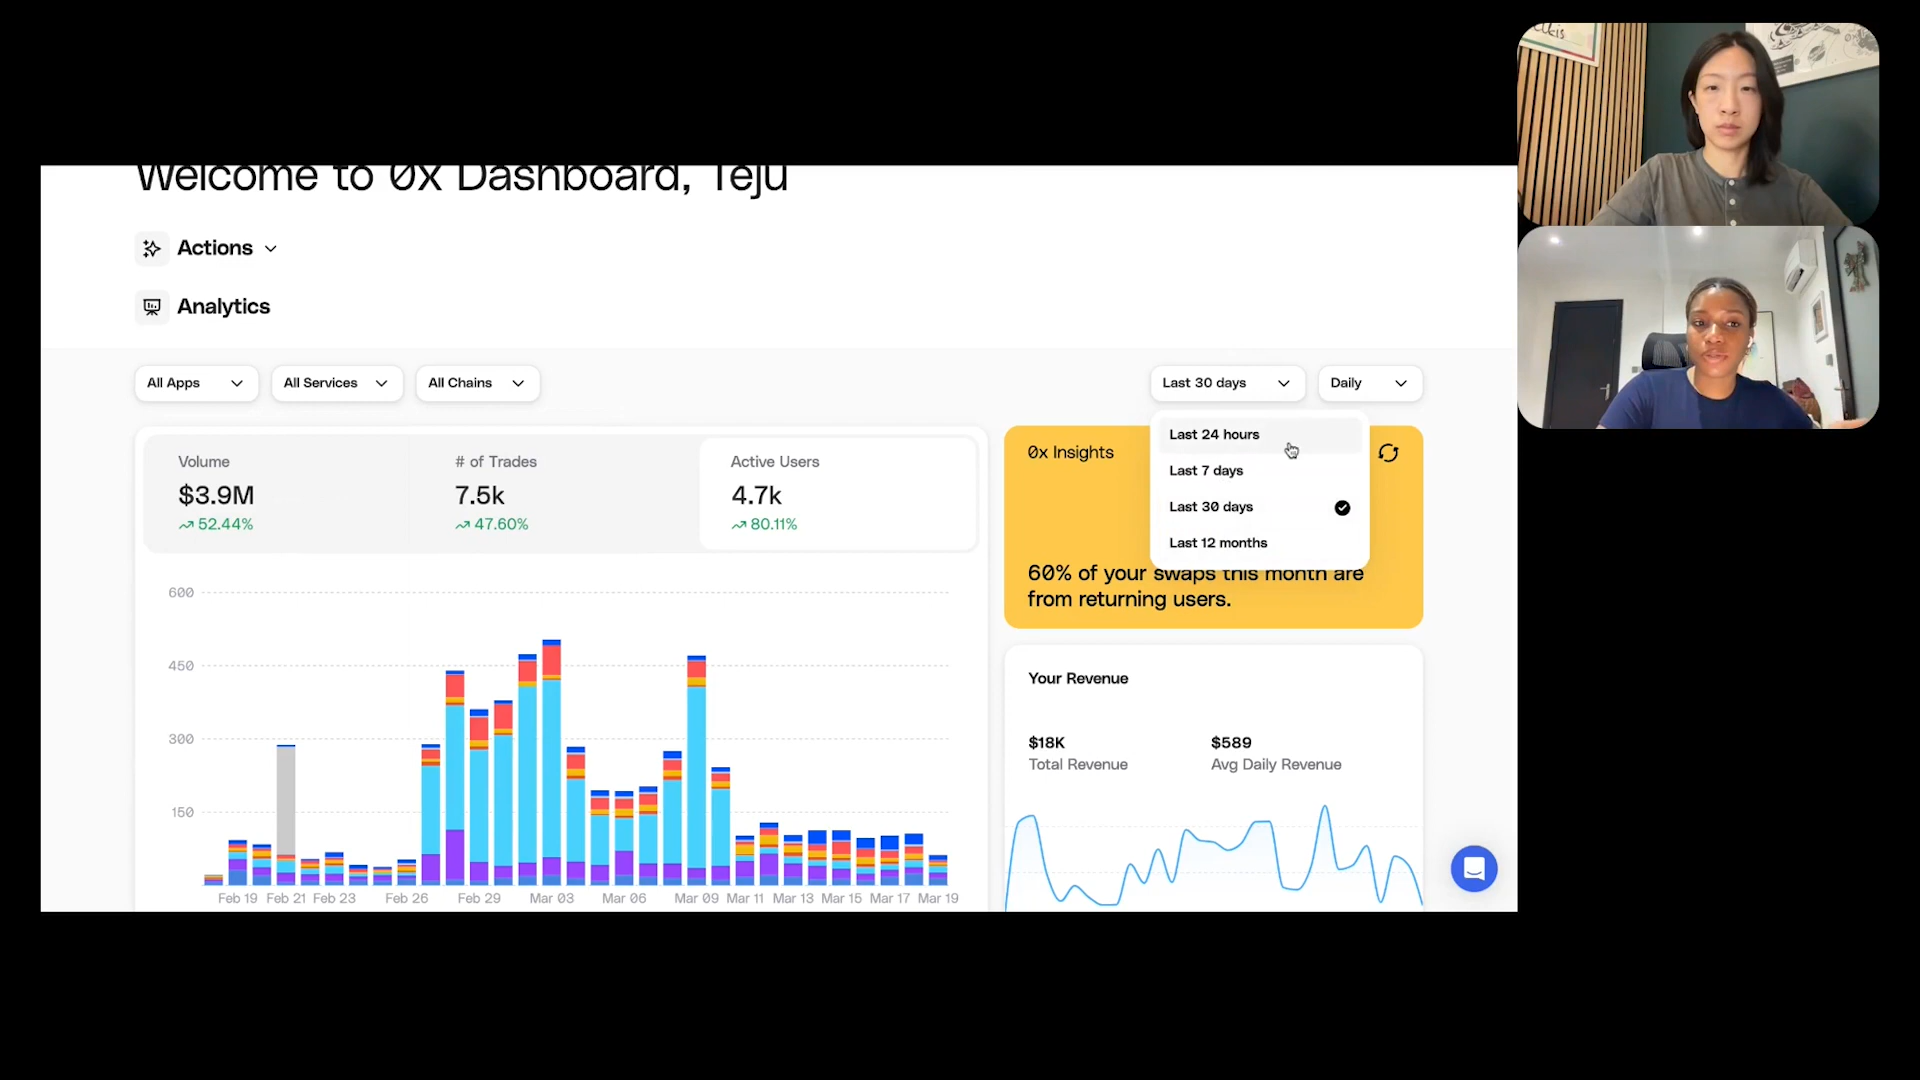 Welcome to 0x Dashboard, Teju
Actions
Analytics
All Apps
All Services
All Chains
Last 30 days
Daily
Last 24 hours
Last 7 days
Last 30 days
Last 12 months
Volume
$3.9M
52.44%
# of Trades
7.5k
47.60%
Active Users
4.7k
80.11%
0x Insights
60% of your swaps this month are
from returning users.
600
450
300
150
Feb 19 Feb 21 Feb 23 Feb 26 Feb 29 Mar 03 Mar 06 Mar 09 Mar 11 Mar 13 Mar 15 Mar 17 Mar 19
Your Revenue
$18K
Total Revenue
$589
Avg Daily Revenue